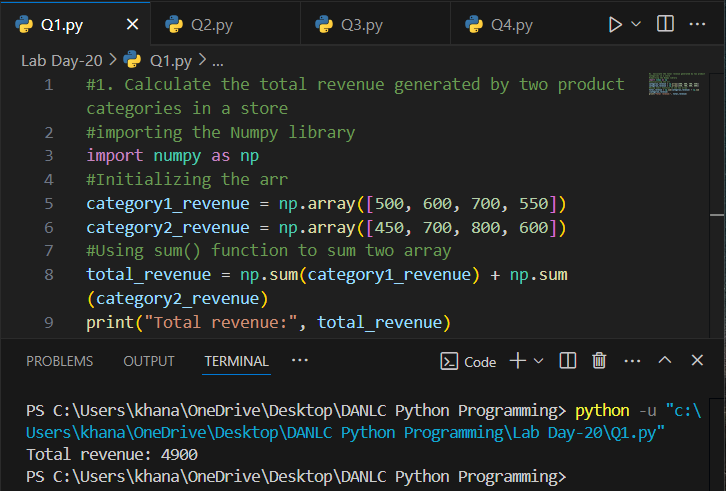 Q1.py Q2.py Q3.py Q4.py
Lab Day-20 > Q1.py > ...
1 #1. Calculate the total revenue generated by two product
categories in a store
2 #importing the Numpy library
3 import numpy as np
4 #Initializing the arr
5 category1_revenue = np.array([500, 600, 700, 550])
6 category2_revenue = np.array([450, 700, 800, 600])
7 #Using sum() function to sum two array
8 total_revenue = np.sum(category1_revenue) + np.sum
(category2_revenue)
9 print("Total revenue:", total_revenue)
PROBLEMS OUTPUT TERMINAL ... Code
PS C:\Users\khana\OneDrive\Desktop\DANLC Python Programming> python -u "c:\
Users\khana\OneDrive\Desktop\DANLC Python Programming\Lab Day-20\Q1.py"
Total revenue: 4900
PS C:\Users\khana\OneDrive\Desktop\DANLC Python Programming>